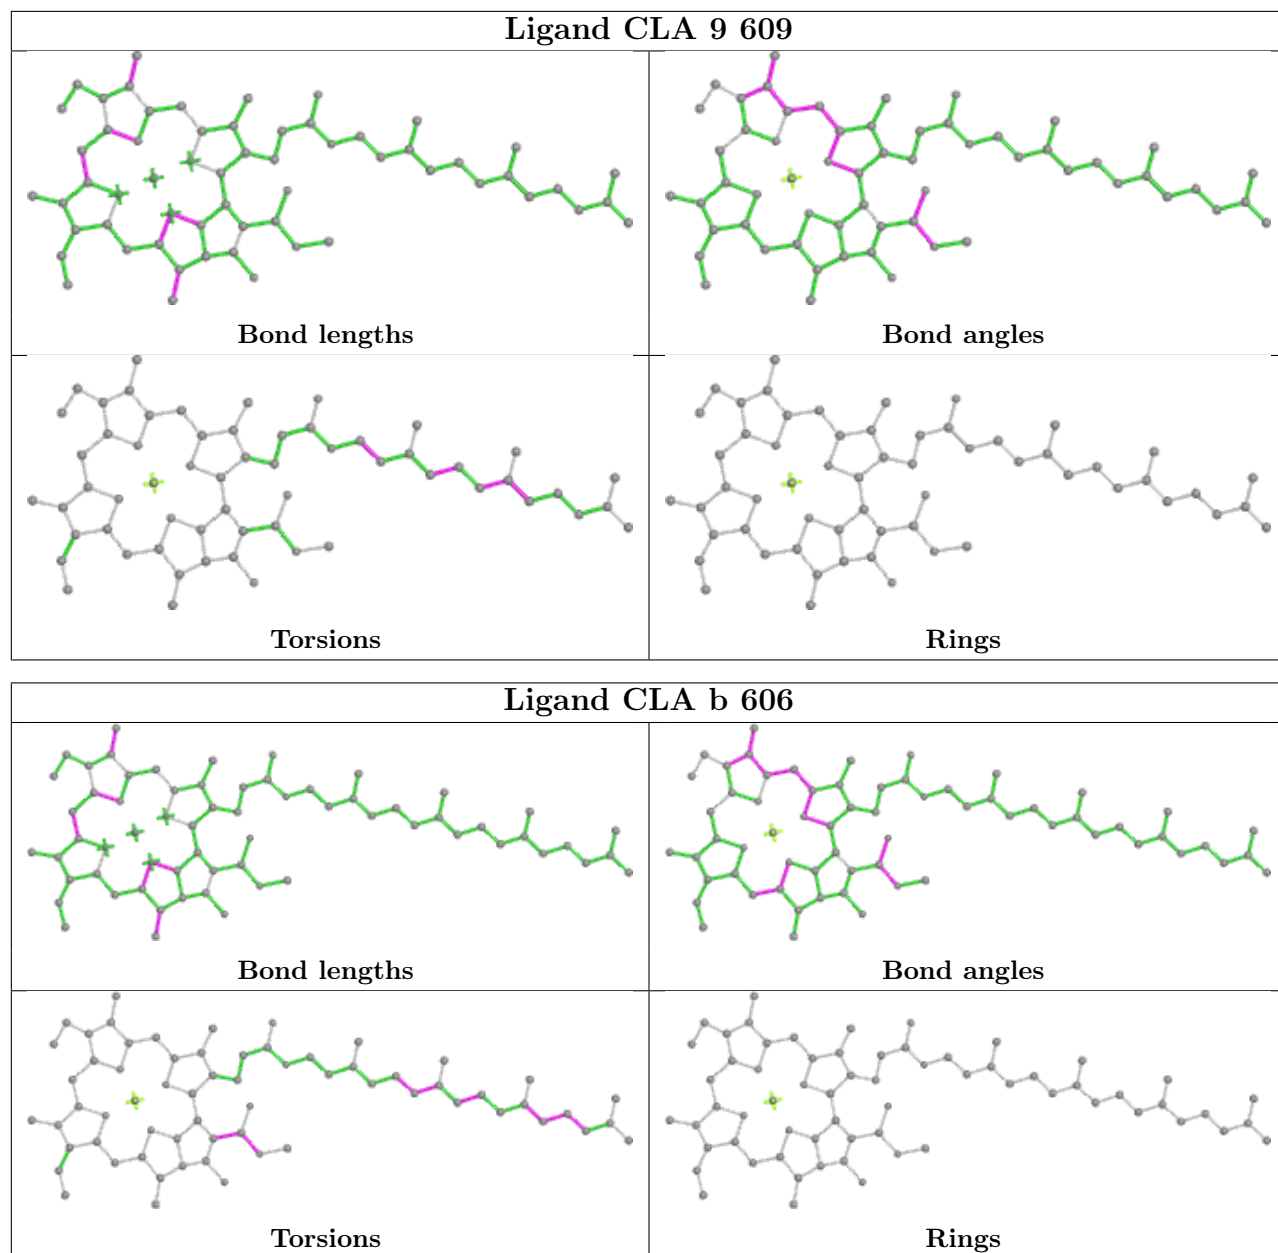 Ligand CLA 9 609
Bond lengths
Bond angles
Torsions
Rings
Ligand CLA b 606
Bond lengths
Bond angles
Torsions
Rings